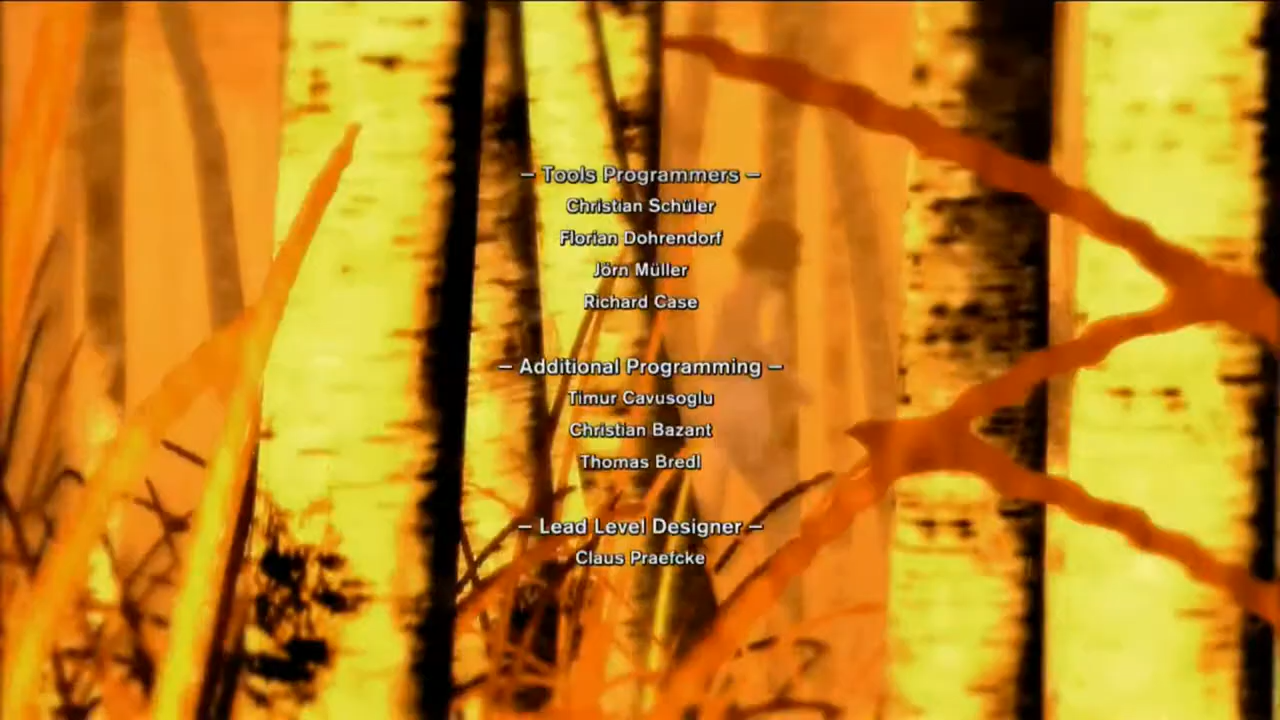 – Tools Programmers –
Christian Schüler
Florian Dohrendorf
Jörn Müller
Richard Case
– Additional Programming –
Timur Cavusoglu
Christian Bazant
Thomas Bredl
– Lead Level Designer –
Claus Praefcke